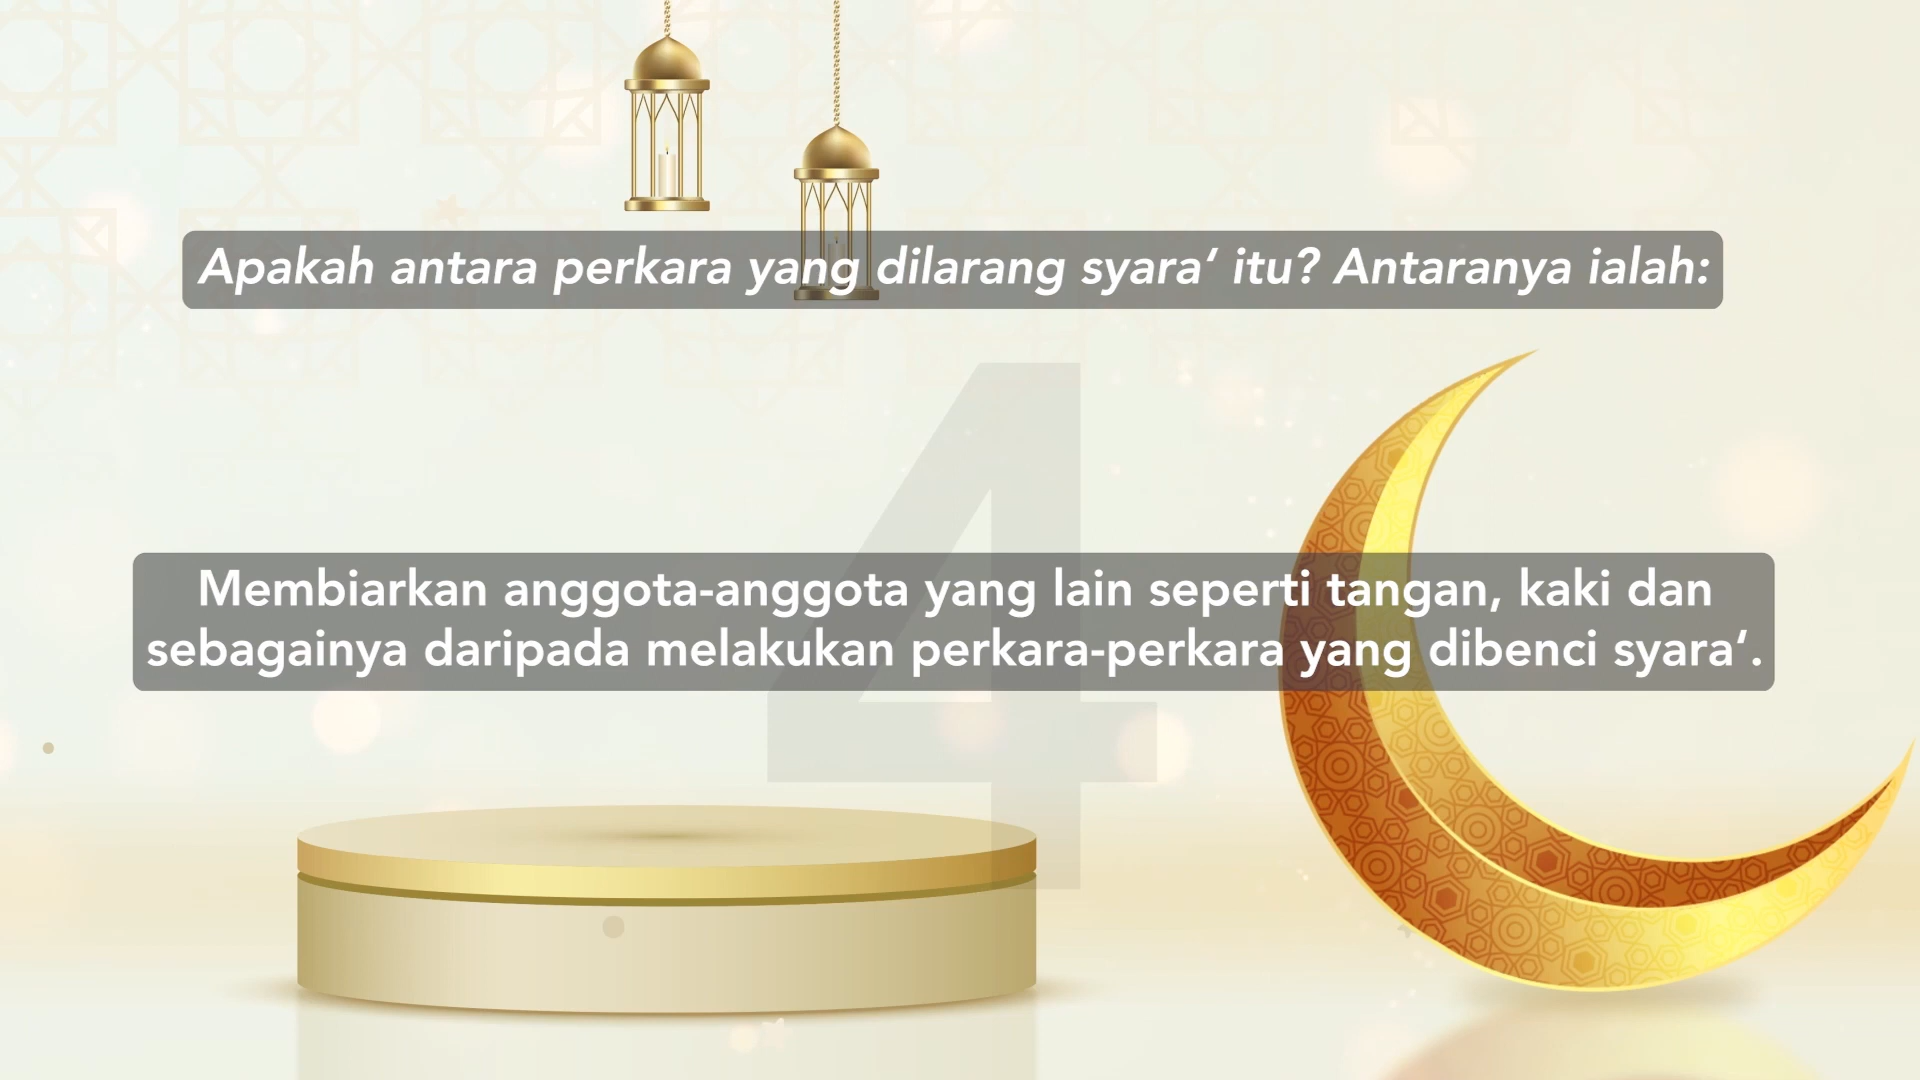 Apakah antara perkara yang dilarang syara‘ itu? Antaranya ialah:
4
Membiarkan anggota-anggota yang lain seperti tangan, kaki dan
sebagainya daripada melakukan perkara-perkara yang dibenci syara‘.